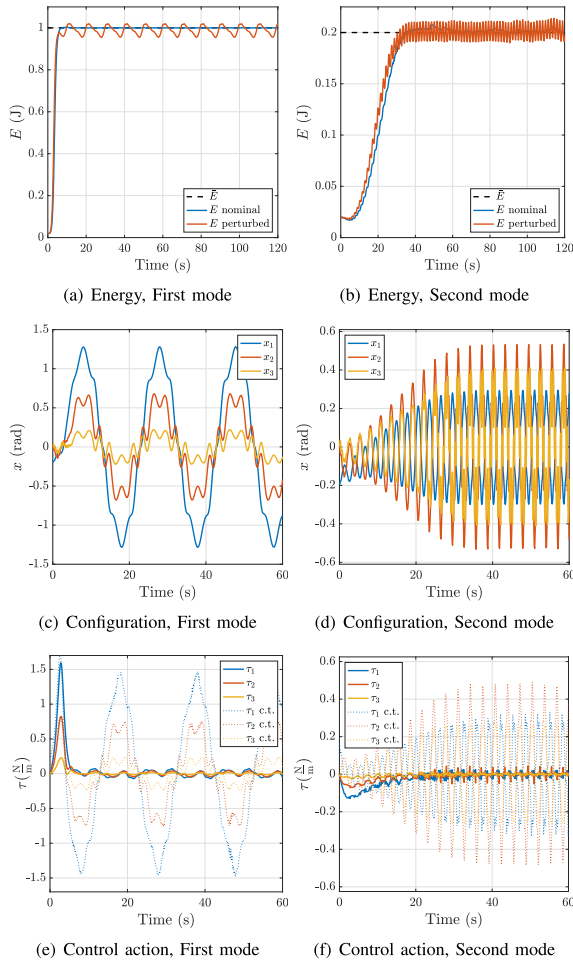 1
0.8
0.6
0.4
0.2
0
E (J)
Ē
E nominal
E perturbed
0 20 40 60 80 100 120
Time (s)
(a) Energy, First mode
0.2
0.15
0.1
0.05
0
E (J)
Ē
E nominal
E perturbed
0 20 40 60 80 100 120
Time (s)
(b) Energy, Second mode
1.5
1
0.5
0
-0.5
-1
-1.5
x (rad)
x₁
x₂
x₃
0 20 40 60
Time (s)
(c) Configuration, First mode
0.6
0.4
0.2
0
-0.2
-0.4
-0.6
x (rad)
x₁
x₂
x₃
0 20 40 60
Time (s)
(d) Configuration, Second mode
1.5
1
0.5
0
-0.5
-1
-1.5
τ(N/m)
τ₁
τ₂
τ₃
τ₁ c.t.
τ₂ c.t.
τ₃ c.t.
0 20 40 60
Time (s)
(e) Control action, First mode
0.6
0.4
0.2
0
-0.2
-0.4
-0.6
τ(N/m)
τ₁
τ₂
τ₃
τ₁ c.t.
τ₂ c.t.
τ₃ c.t.
0 20 40 60
Time (s)
(f) Control action, Second mode